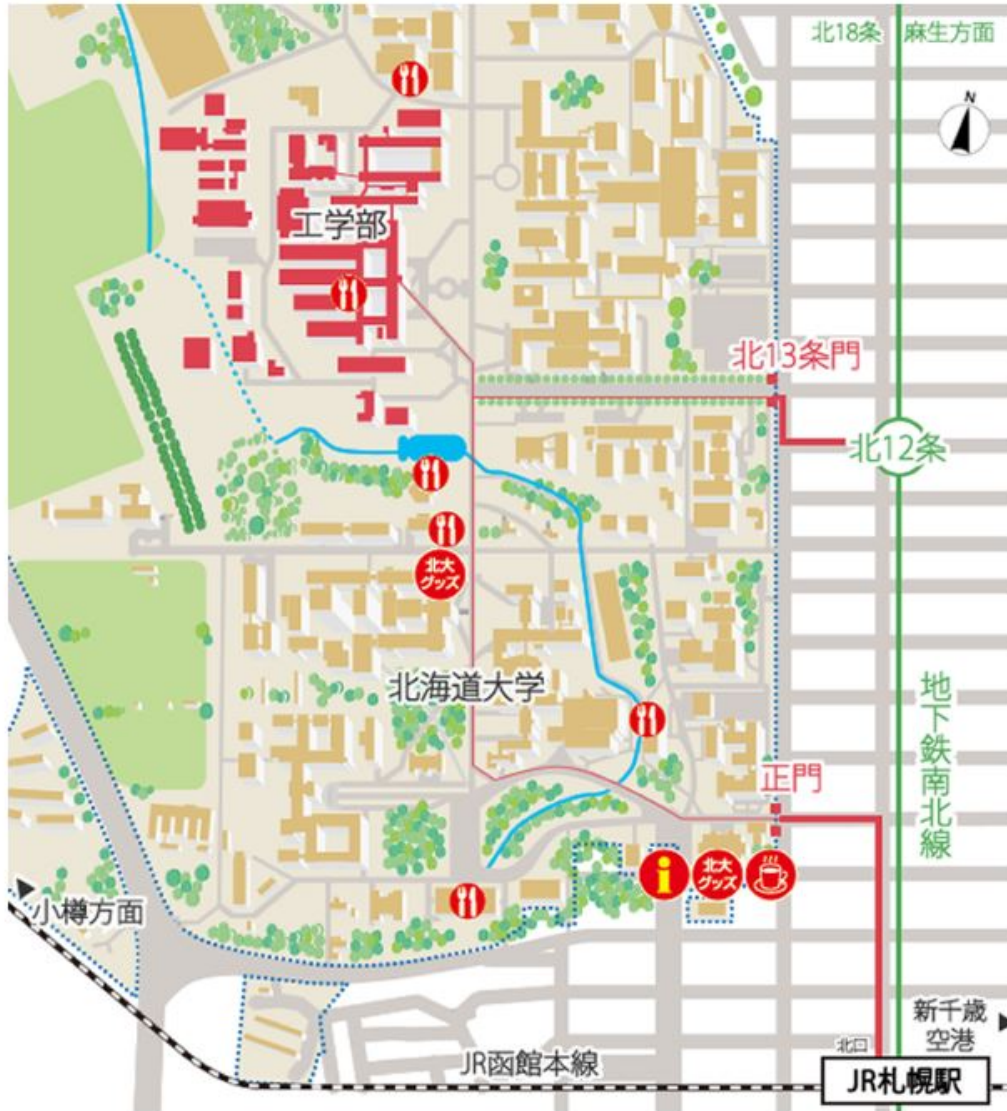 北18条 麻生方面
N
工学部
北13条門
北12条
北大
グッズ
北海道大学
地下鉄南北線
正門
i
北大
グッズ
小樽方面
新千歳
空港
北口
JR函館本線
JR札幌駅